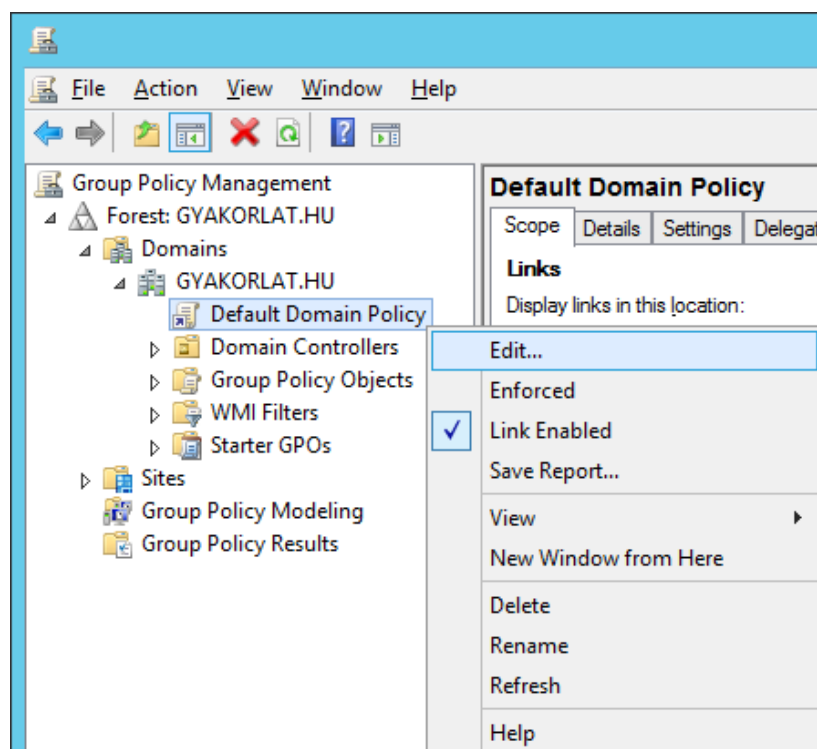 File Action View Window Help
Group Policy Management
Forest: GYAKORLAT.HU
Domains
GYAKORLAT.HU
Default Domain Policy
Domain Controllers
Group Policy Objects
WMI Filters
Starter GPOs
Sites
Group Policy Modeling
Group Policy Results
Default Domain Policy
Scope Details Settings Delegat
Links
Display links in this location:
Edit...
Enforced
Link Enabled
Save Report...
View
New Window from Here
Delete
Rename
Refresh
Help